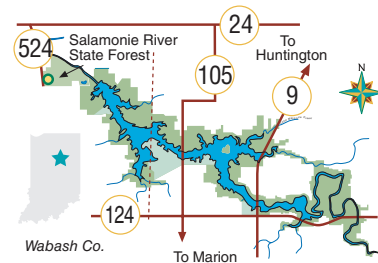 24
524
Salamonie River
State Forest
To
Huntington
N
105
9
124
Wabash Co.
To Marion